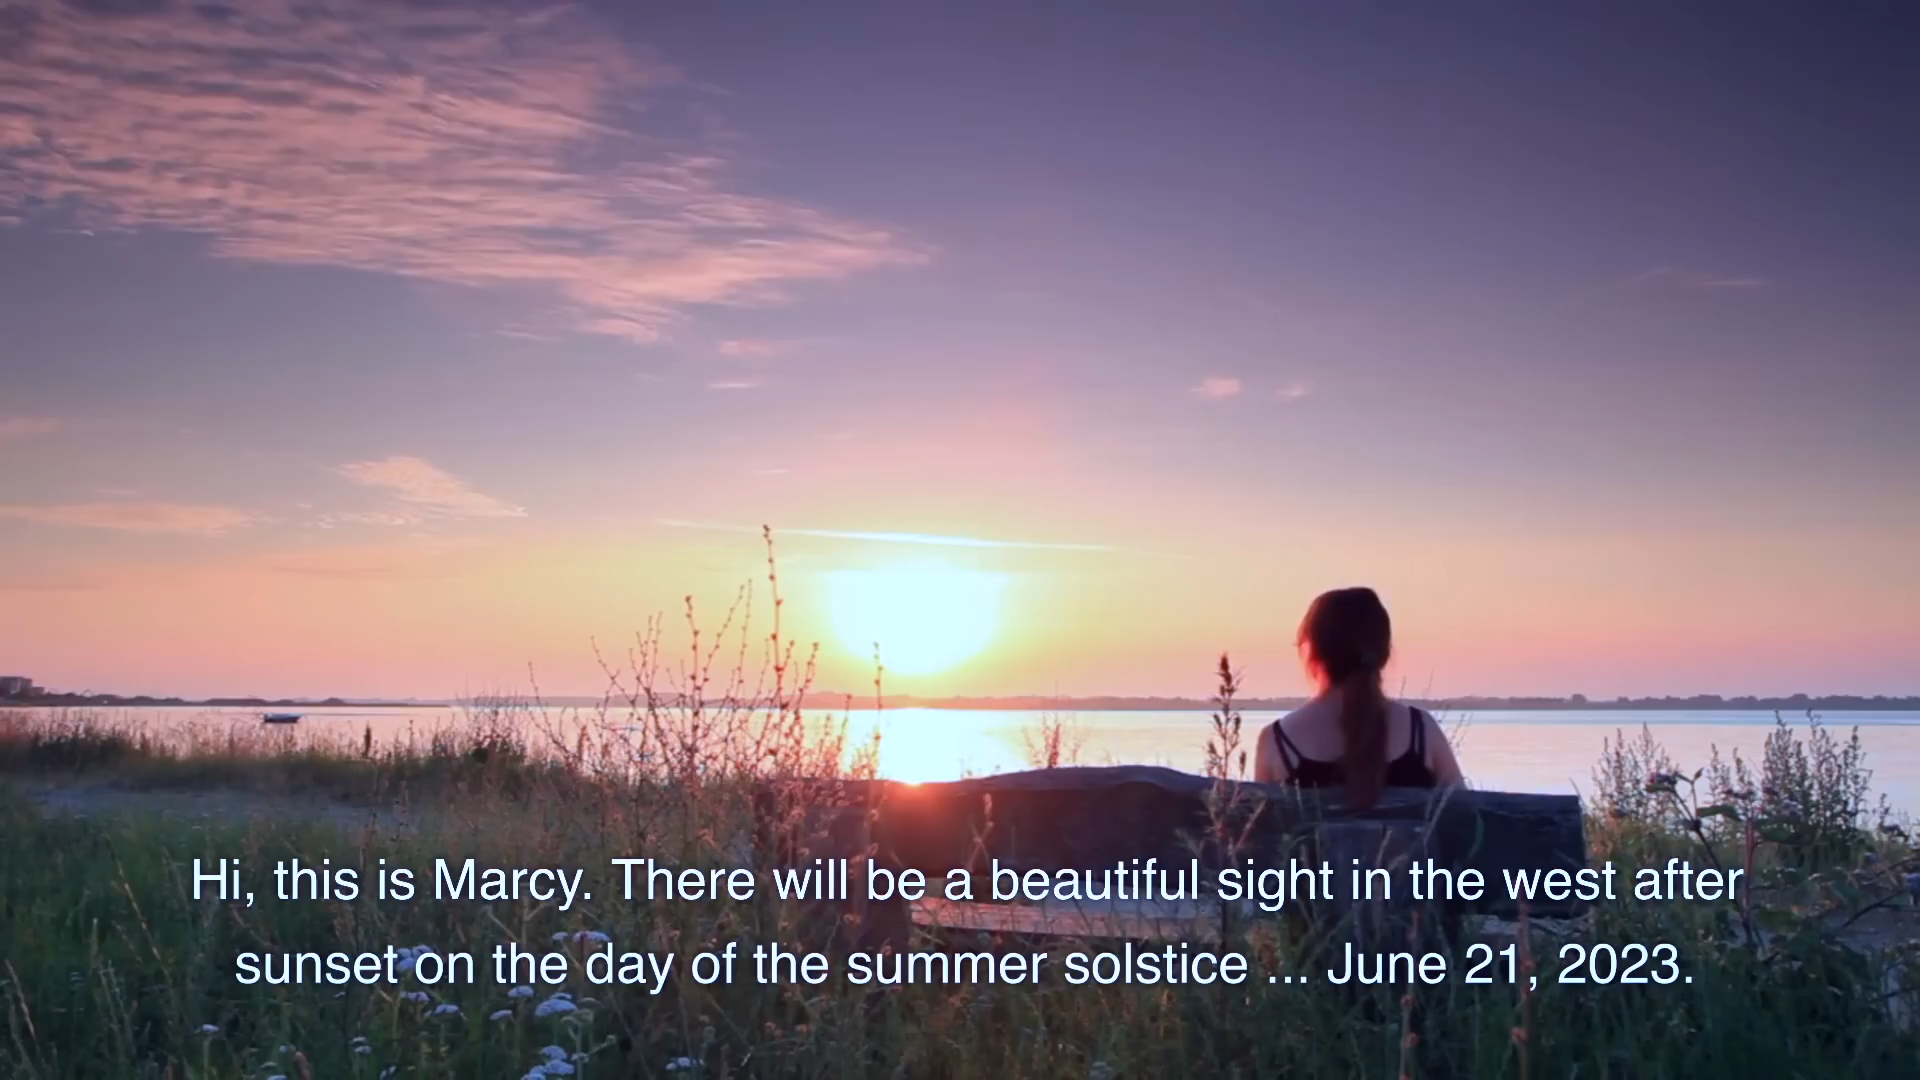 Hi, this is Marcy. There will be a beautiful sight in the west after
sunset on the day of the summer solstice ... June 21, 2023.